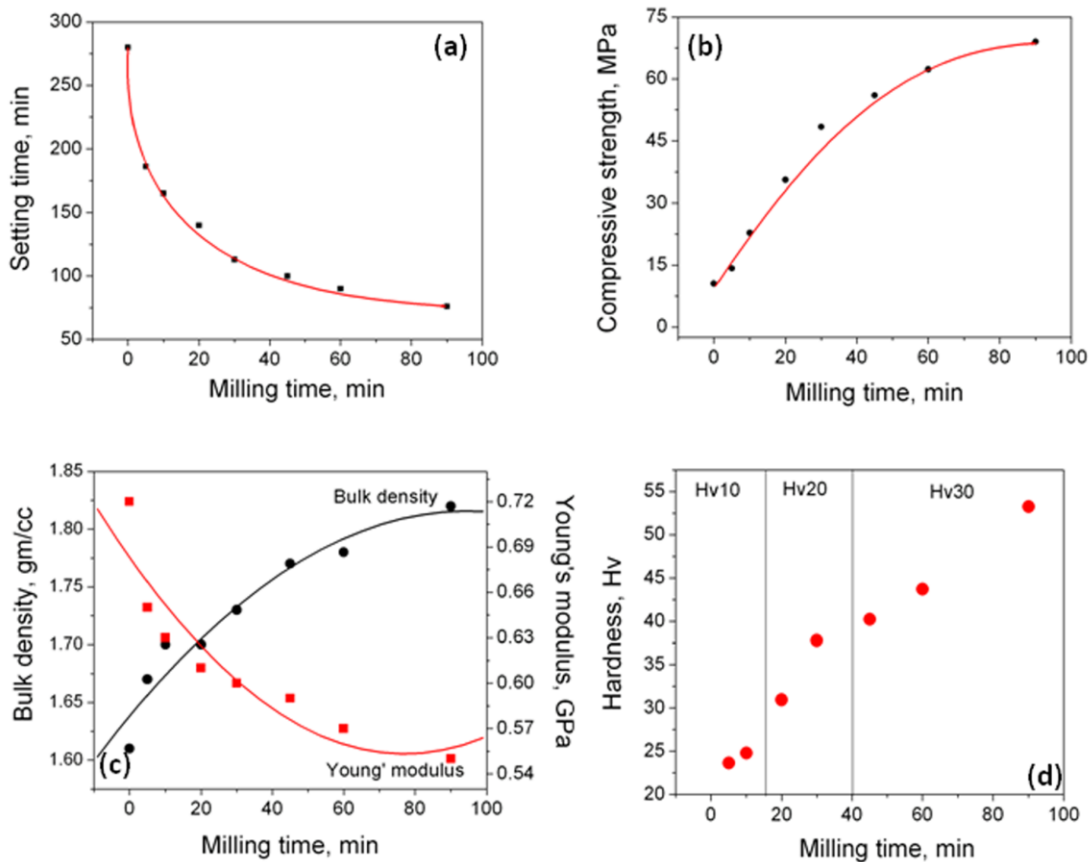 (a)
300
250
200
150
100
50
Setting time, min
0 20 40 60 80 100
Milling time, min
(b)
75
60
45
30
15
0
Compressive strength, MPa
0 20 40 60 80 100
Milling time, min
(c)
1.85
1.80
1.75
1.70
1.65
1.60
Bulk density, gm/cc
Bulk density
Young' modulus
0.72
0.69
0.66
0.63
0.60
0.57
0.54
Young's modulus, GPa
0 20 40 60 80 100
Milling time, min
Hv10 Hv20 Hv30
55
50
45
40
35
30
25
20
Hardness, Hv
(d)
0 20 40 60 80 100
Milling time, min